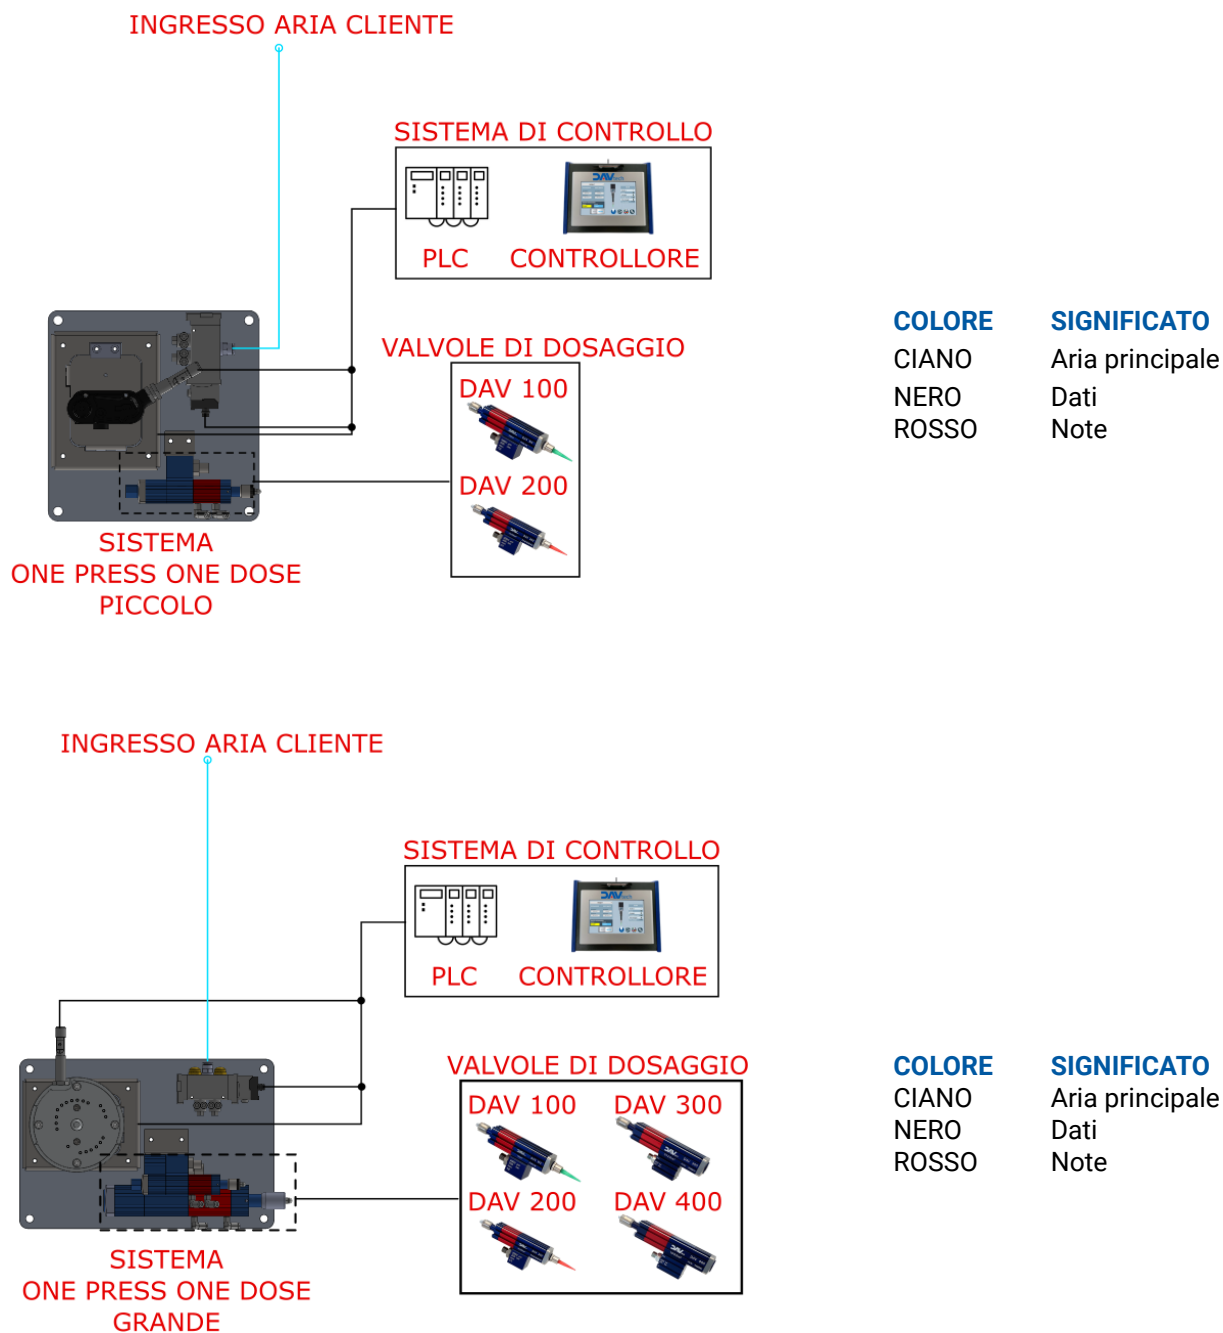 INGRESSO ARIA CLIENTE
SISTEMA DI CONTROLLO
DAV
PLC
CONTROLLORE
VALVOLE DI DOSAGGIO
DAV 100
DAV 200
SISTEMA
ONE PRESS ONE DOSE
PICCOLO
COLORE SIGNIFICATO
CIANO Aria principale
NERO Dati
ROSSO Note
INGRESSO ARIA CLIENTE
SISTEMA DI CONTROLLO
DAV
PLC
CONTROLLORE
VALVOLE DI DOSAGGIO
DAV 100 DAV 300
DAV 200 DAV 400
SISTEMA
ONE PRESS ONE DOSE
GRANDE
COLORE SIGNIFICATO
CIANO Aria principale
NERO Dati
ROSSO Note